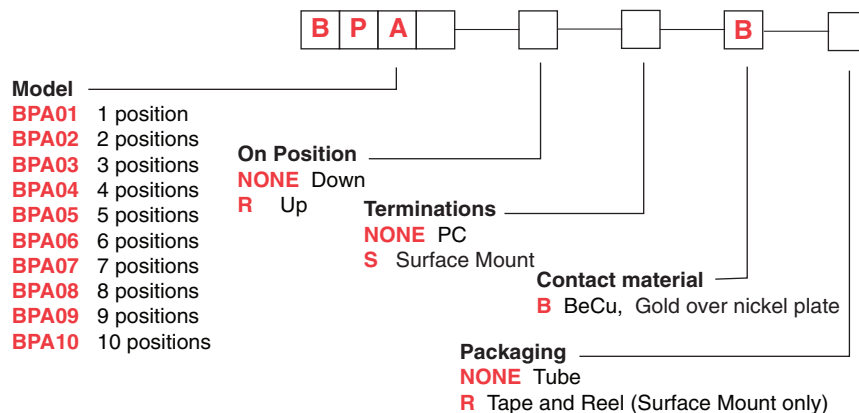 B P A B
Model
BPA01 1 position
BPA02 2 positions
BPA03 3 positions
BPA04 4 positions
BPA05 5 positions
BPA06 6 positions
BPA07 7 positions
BPA08 8 positions
BPA09 9 positions
BPA10 10 positions
On Position
NONE Down
R Up
Terminations
NONE PC
S Surface Mount
Contact material
B BeCu, Gold over nickel plate
Packaging
NONE Tube
R Tape and Reel (Surface Mount only)